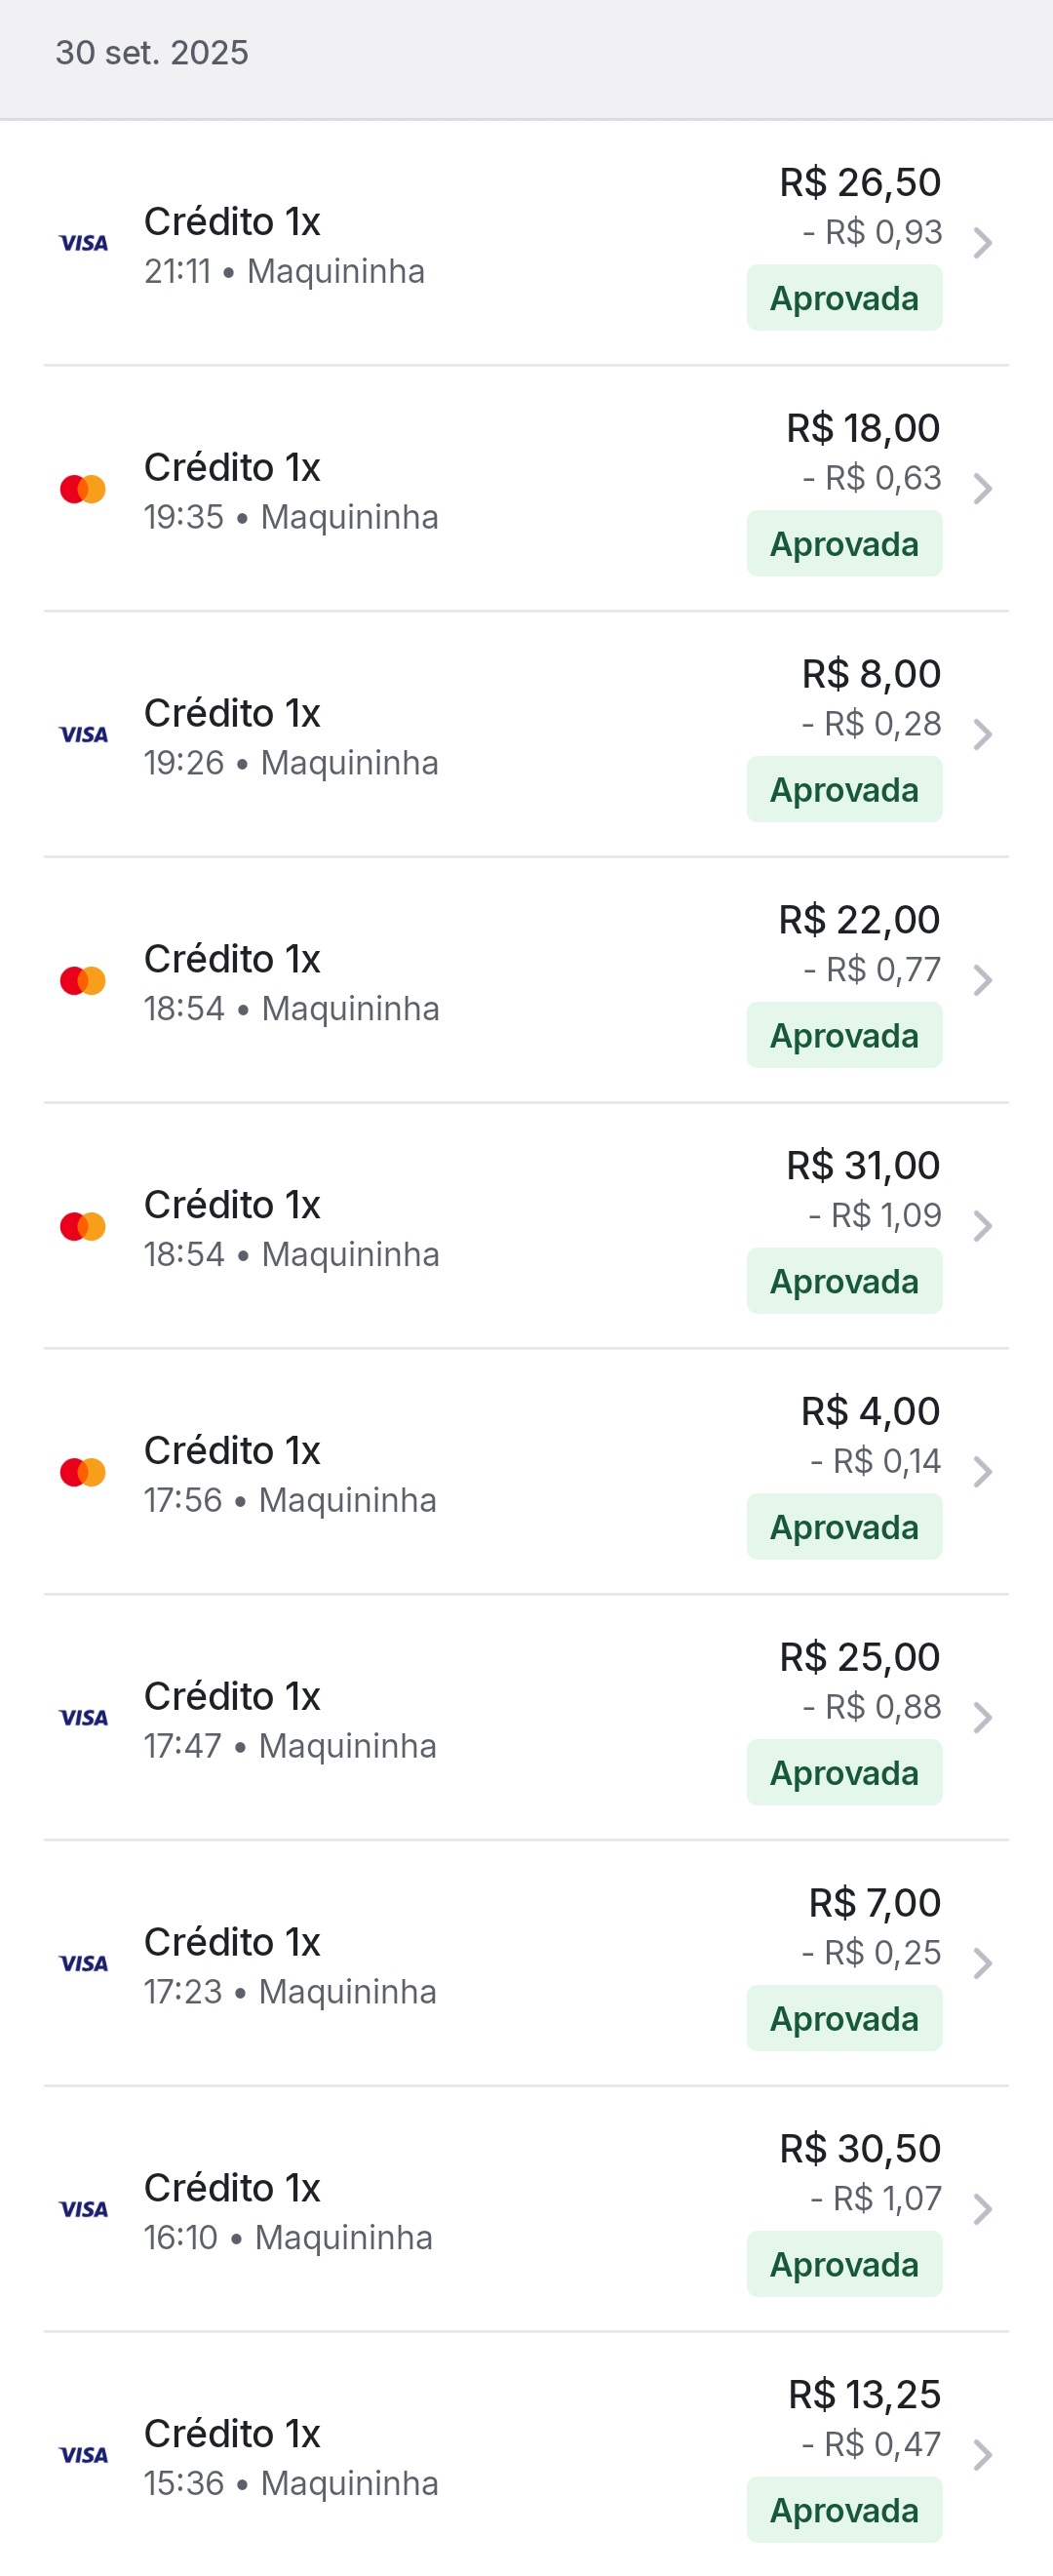 30 set. 2025
R$ 26,50
VISA Crédito 1x - R$ 0,93
21:11 • Maquininha
Aprovada
R$ 18,00
Crédito 1x - R$ 0,63
19:35 • Maquininha
Aprovada
R$ 8,00
VISA Crédito 1x - R$ 0,28
19:26 • Maquininha
Aprovada
R$ 22,00
Crédito 1x - R$ 0,77
18:54 • Maquininha
Aprovada
R$ 31,00
Crédito 1x - R$ 1,09
18:54 • Maquininha
Aprovada
R$ 4,00
Crédito 1x - R$ 0,14
17:56 • Maquininha
Aprovada
R$ 25,00
VISA Crédito 1x - R$ 0,88
17:47 • Maquininha
Aprovada
R$ 7,00
VISA Crédito 1x - R$ 0,25
17:23 • Maquininha
Aprovada
R$ 30,50
VISA Crédito 1x - R$ 1,07
16:10 • Maquininha
Aprovada
R$ 13,25
VISA Crédito 1x - R$ 0,47
15:36 • Maquininha
Aprovada